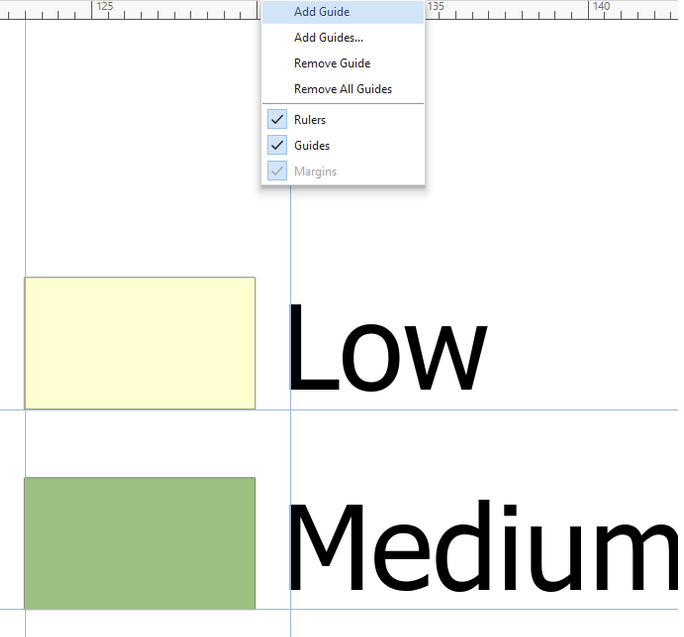 125 135 140
Add Guide
Add Guides...
Remove Guide
Remove All Guides
Rulers
Guides
Margins
Low
Medium